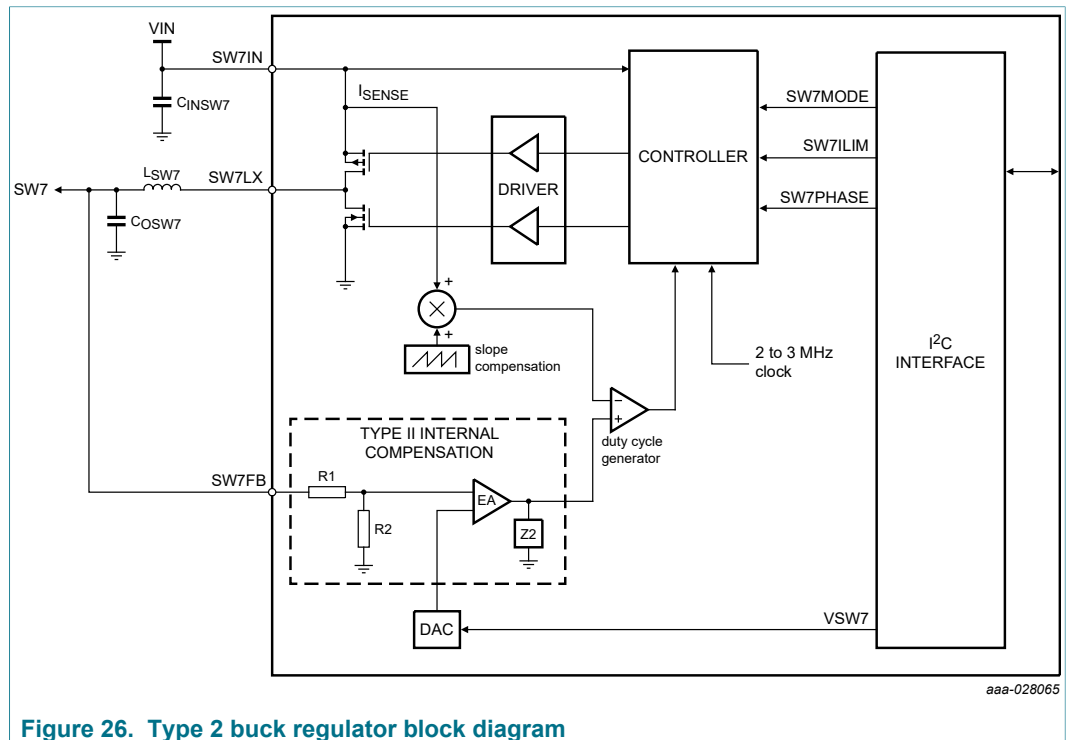 VIN
SW7IN
CINSW7
ISENSE
SW7MODE
SW7ILIM
SW7PHASE
CONTROLLER
DRIVER
LSW7
SW7LX
SW7
COSW7
+
+
slope
compensation
2 to 3 MHz
clock
I2C
INTERFACE
−
+
duty cycle
generator
TYPE II INTERNAL
COMPENSATION
SW7FB
R1
R2
EA
Z2
DAC
VSW7
aaa-028065
Figure 26. Type 2 buck regulator block diagram